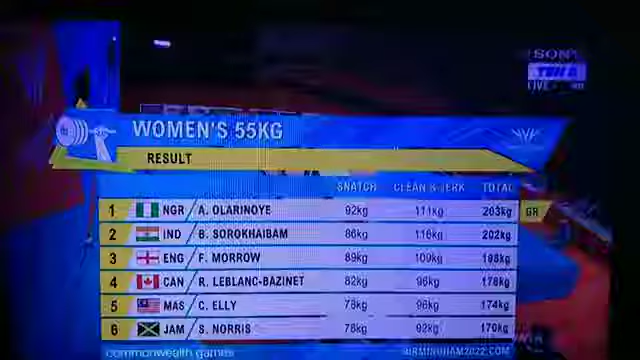 SONY
TEN 3
LIVE
WOMEN'S 55KG
RESULT
SNATCH CLEAN & JERK TOTAL
1 NGR A. OLARINOYE 92kg 111kg 203kg GR
2 IND B. SOROKHAIBAM 86kg 116kg 202kg
3 ENG F. MORROW 89kg 109kg 198kg
4 CAN R. LEBLANC-BAZINET 82kg 96kg 178kg
5 MAS C. ELLY 78kg 96kg 174kg
6 JAM S. NORRIS 78kg 92kg 170kg
commonwealth games BIRMINGHAM2022.COM